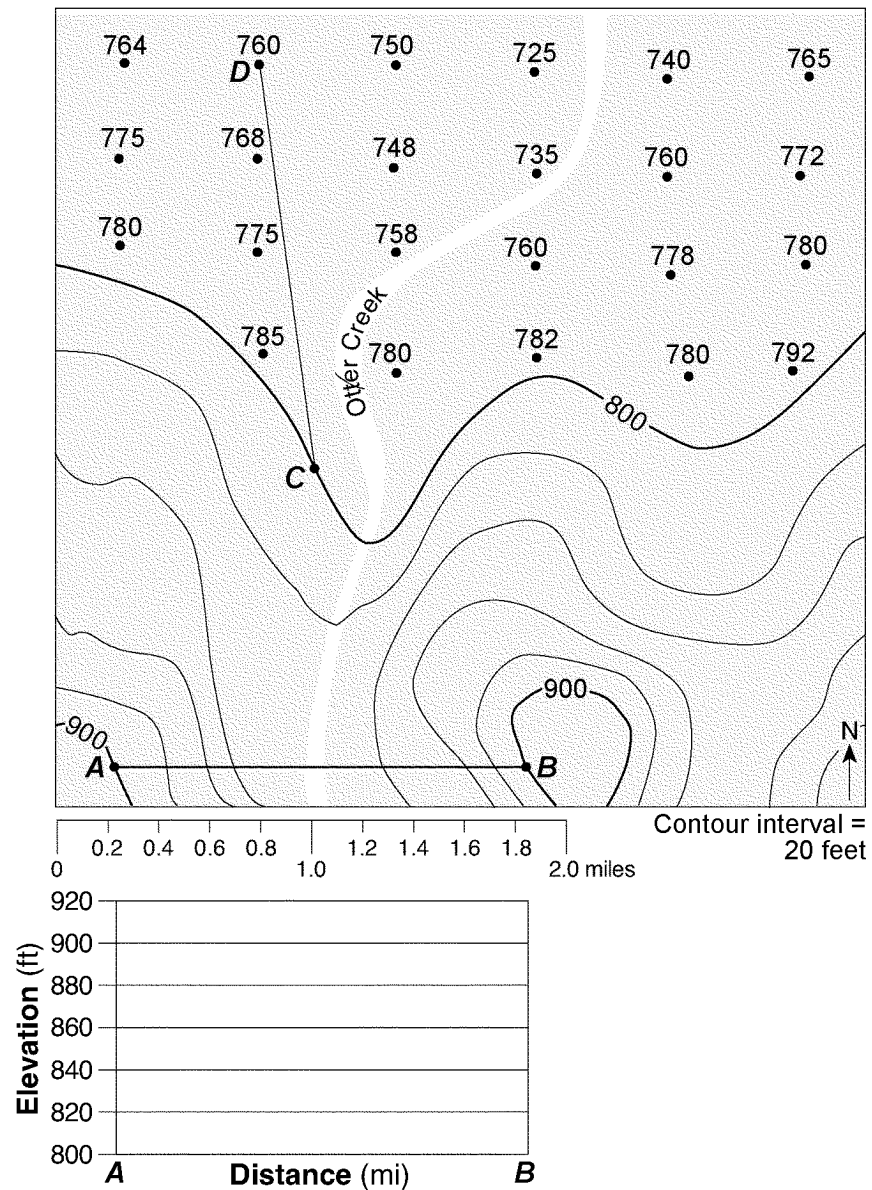 764 760 750 725 740 765
D
775 768 748 735 760 772
780 775 758 760 778 780
785 780 782 780 792
Otter Creek
800
C
900 900
N
A B
0 0.2 0.4 0.6 0.8 1.0 1.2 1.4 1.6 1.8 2.0 miles
Contour interval =
20 feet
920
900
880
860
840
820
800
Elevation (ft)
A Distance (mi) B